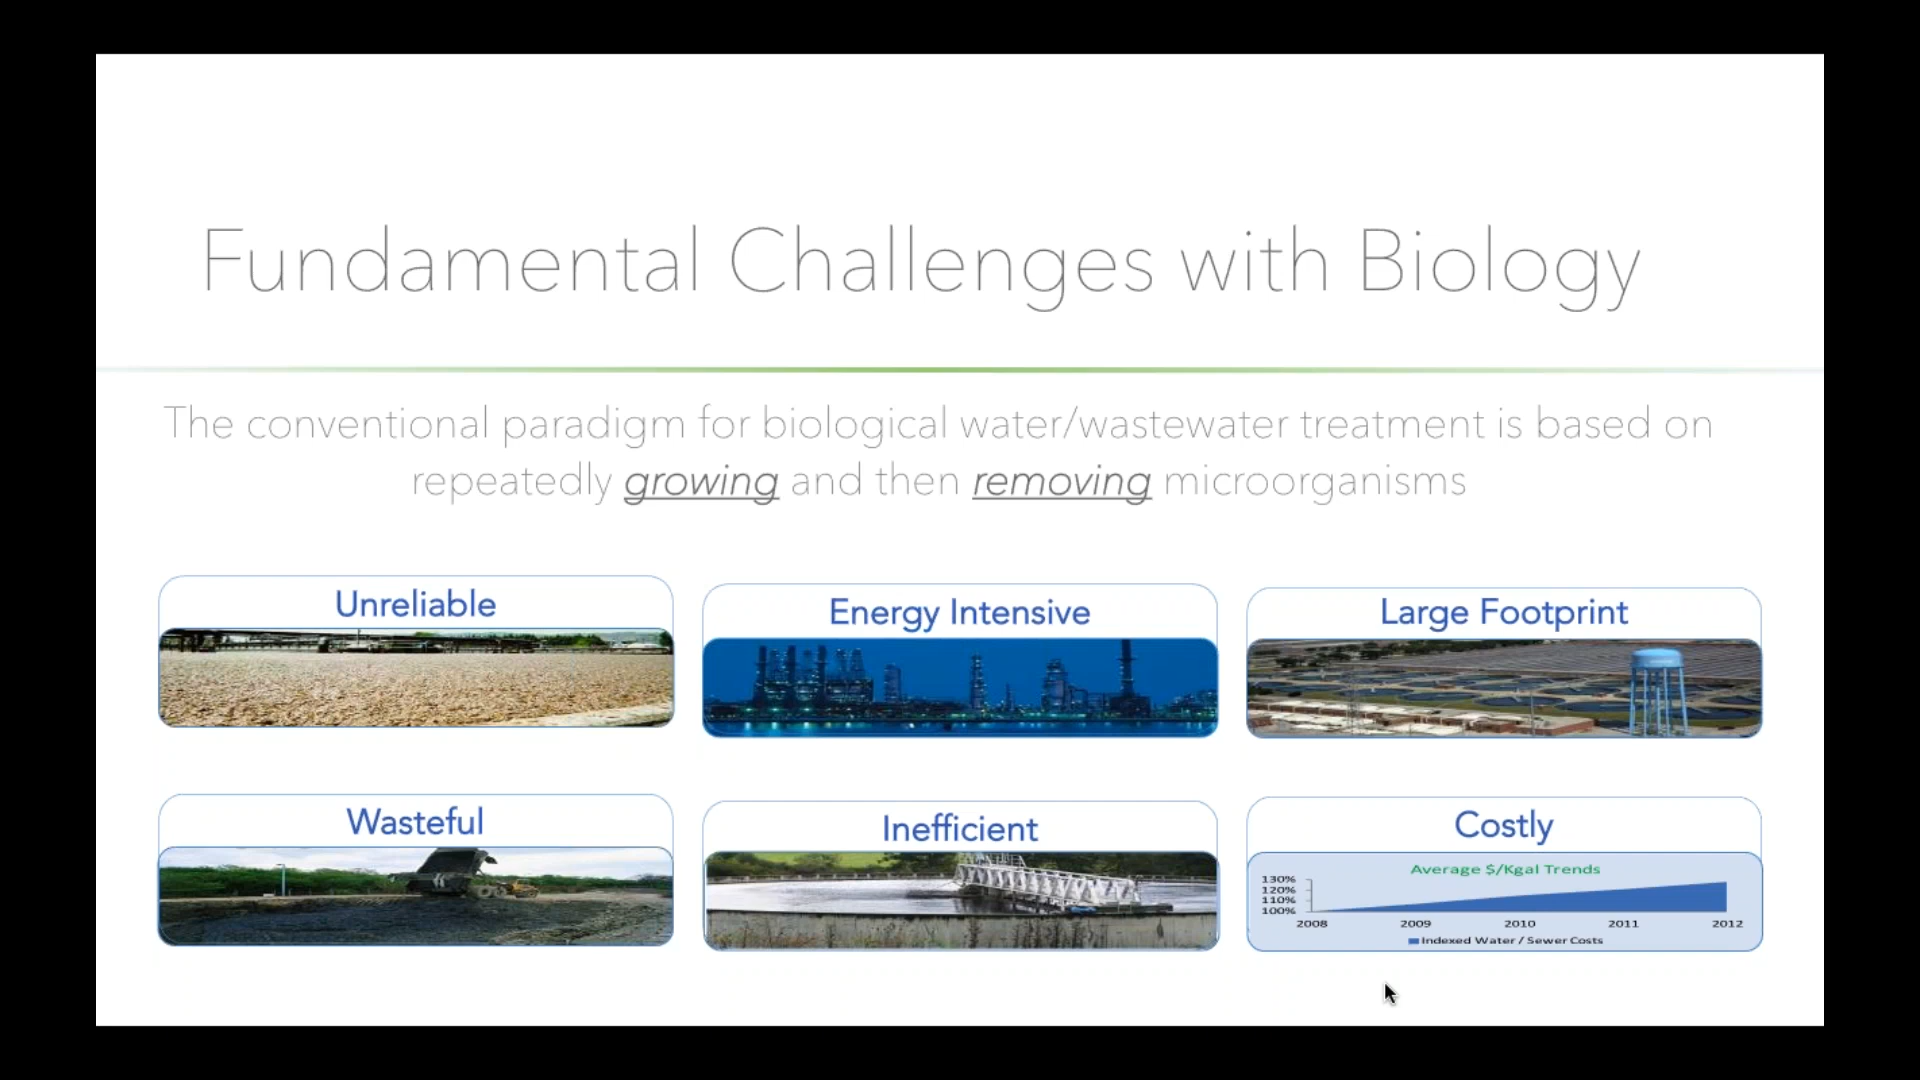 Fundamental Challenges with Biology
The conventional paradigm for biological water/wastewater treatment is based on
repeatedly growing and then removing microorganisms
Unreliable
Energy Intensive
Large Footprint
Wasteful
Inefficient
Costly
Average $/Kgal Trends
130%
120%
110%
100%
2008 2009 2010 2011 2012
Indexed Water / Sewer Costs